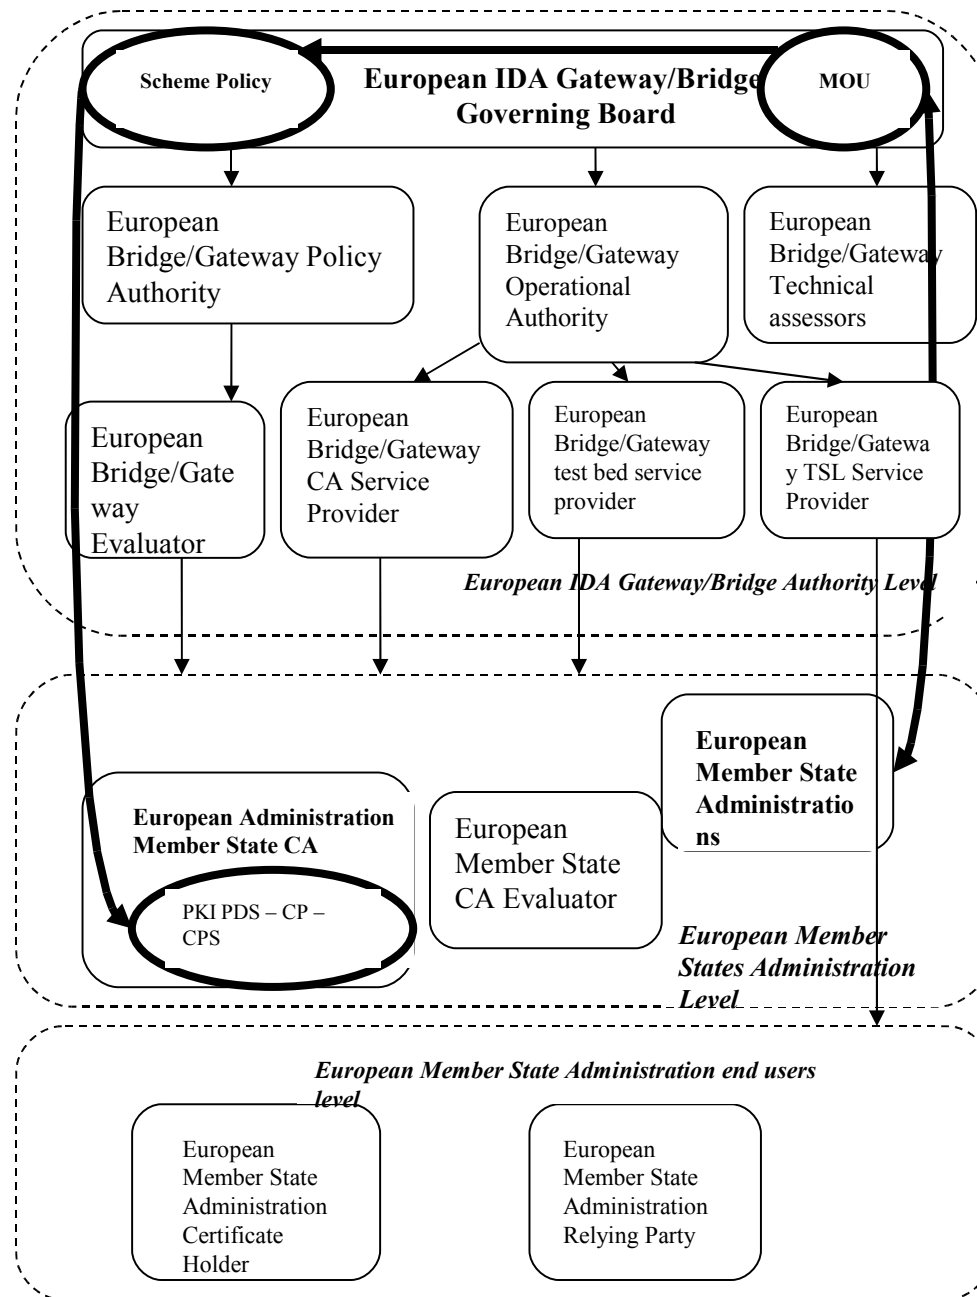 Scheme Policy
European IDA Gateway/Bridge
Governing Board
MOU
European
Bridge/Gateway Policy
Authority
European
Bridge/Gateway
Operational
Authority
European
Bridge/Gateway
Technical
assessors
European
Bridge/Gate
way
Evaluator
European
Bridge/Gateway
CA Service
Provider
European
Bridge/Gateway
test bed service
provider
European
Bridge/Gatewa
y TSL Service
Provider
European IDA Gateway/Bridge Authority Level
European
Member State
Administratio
ns
European Administration
Member State CA
European
Member State
CA Evaluator
PKI PDS – CP –
CPS
European Member
States Administration
Level
European Member State Administration end users
level
European
Member State
Administration
Certificate
Holder
European
Member State
Administration
Relying Party